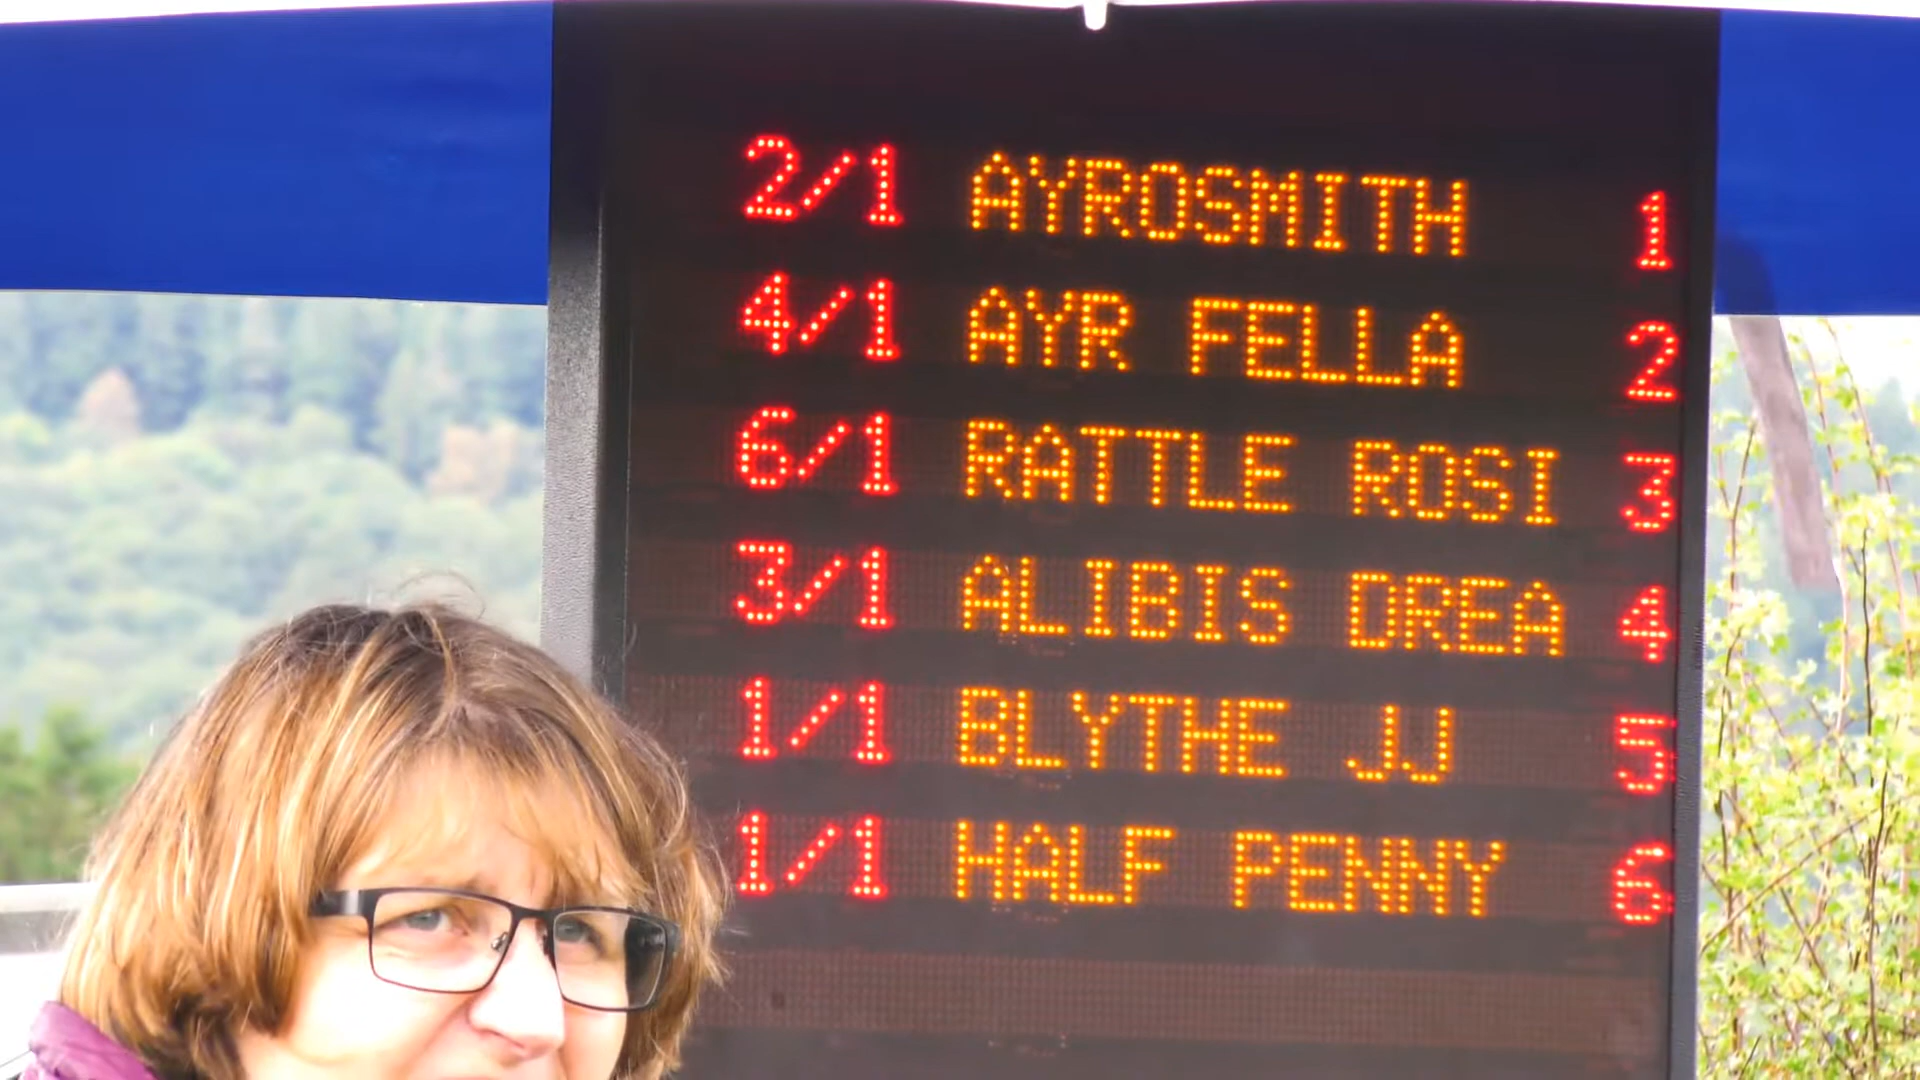 2/1 AYROSMITH 1
4/1 AYR FELLA 2
6/1 RATTLE ROSI 3
3/1 ALIBIS DREA 4
1/1 BLYTHE JJ 5
1/1 HALF PENNY 6